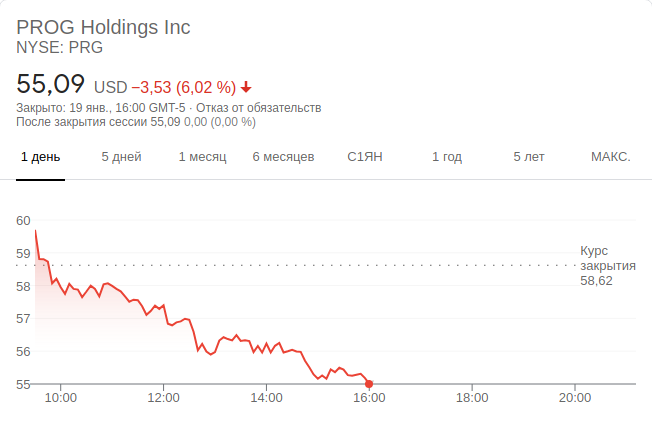 PROG Holdings Inc
NYSE: PRG
55,09 USD −3,53 (6,02 %)
Закрыто: 19 янв., 16:00 GMT-5 · Отказ от обязательств
После закрытия сессии 55,09 0,00 (0,00 %)
1 день 5 дней 1 месяц 6 месяцев С1ЯН 1 год 5 лет МАКС.
60
59
58
57
56
55
Курс
закрытия
58,62
10:00 12:00 14:00 16:00 18:00 20:00